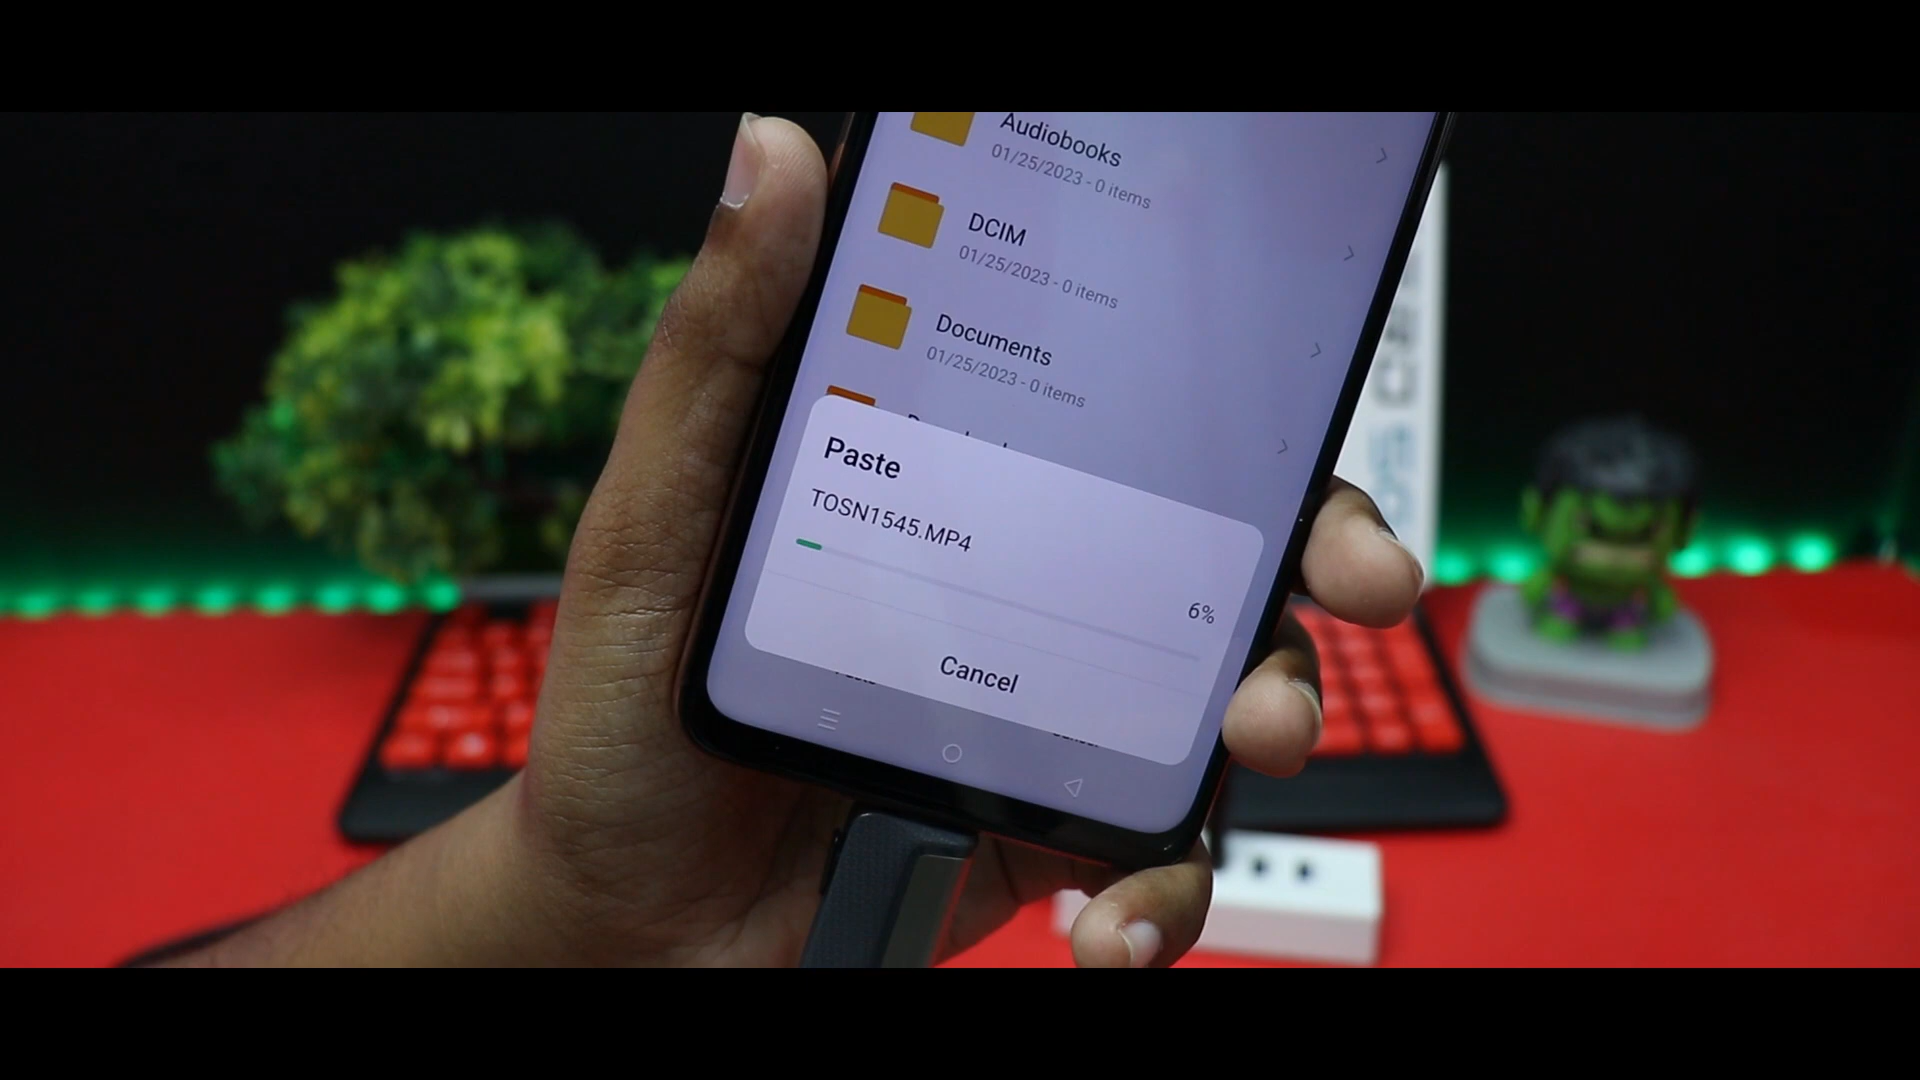 Audiobooks
01/25/2023 - 0 items
DCIM
01/25/2023 - 0 items
Documents
01/25/2023 - 0 items
Paste
TOSN1545.MP4
6%
Cancel